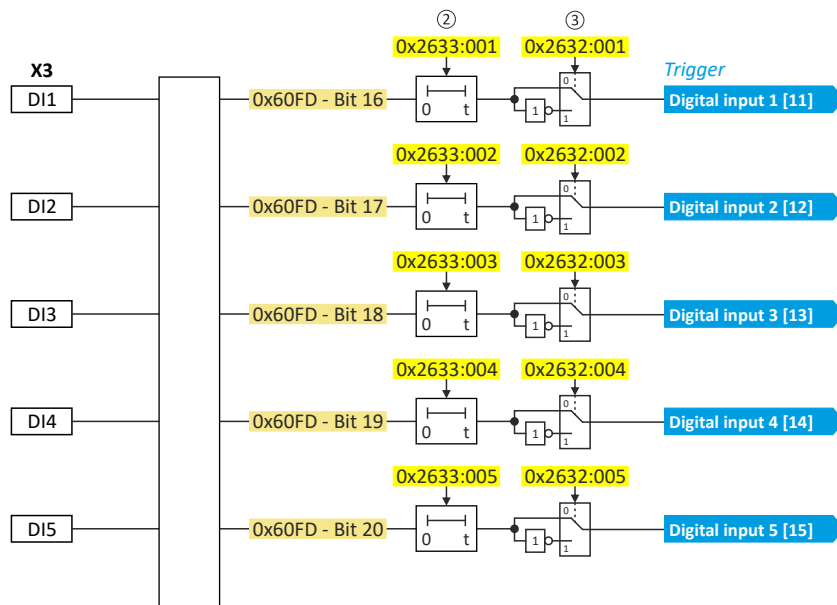 ② ③
0x2633:001 0x2632:001
X3 Trigger
DI1 0x60FD - Bit 16 0 t 1 0 1 Digital input 1 [11]
0x2633:002 0x2632:002
DI2 0x60FD - Bit 17 0 t 1 0 1 Digital input 2 [12]
0x2633:003 0x2632:003
DI3 0x60FD - Bit 18 0 t 1 0 1 Digital input 3 [13]
0x2633:004 0x2632:004
DI4 0x60FD - Bit 19 0 t 1 0 1 Digital input 4 [14]
0x2633:005 0x2632:005
DI5 0x60FD - Bit 20 0 t 1 0 1 Digital input 5 [15]